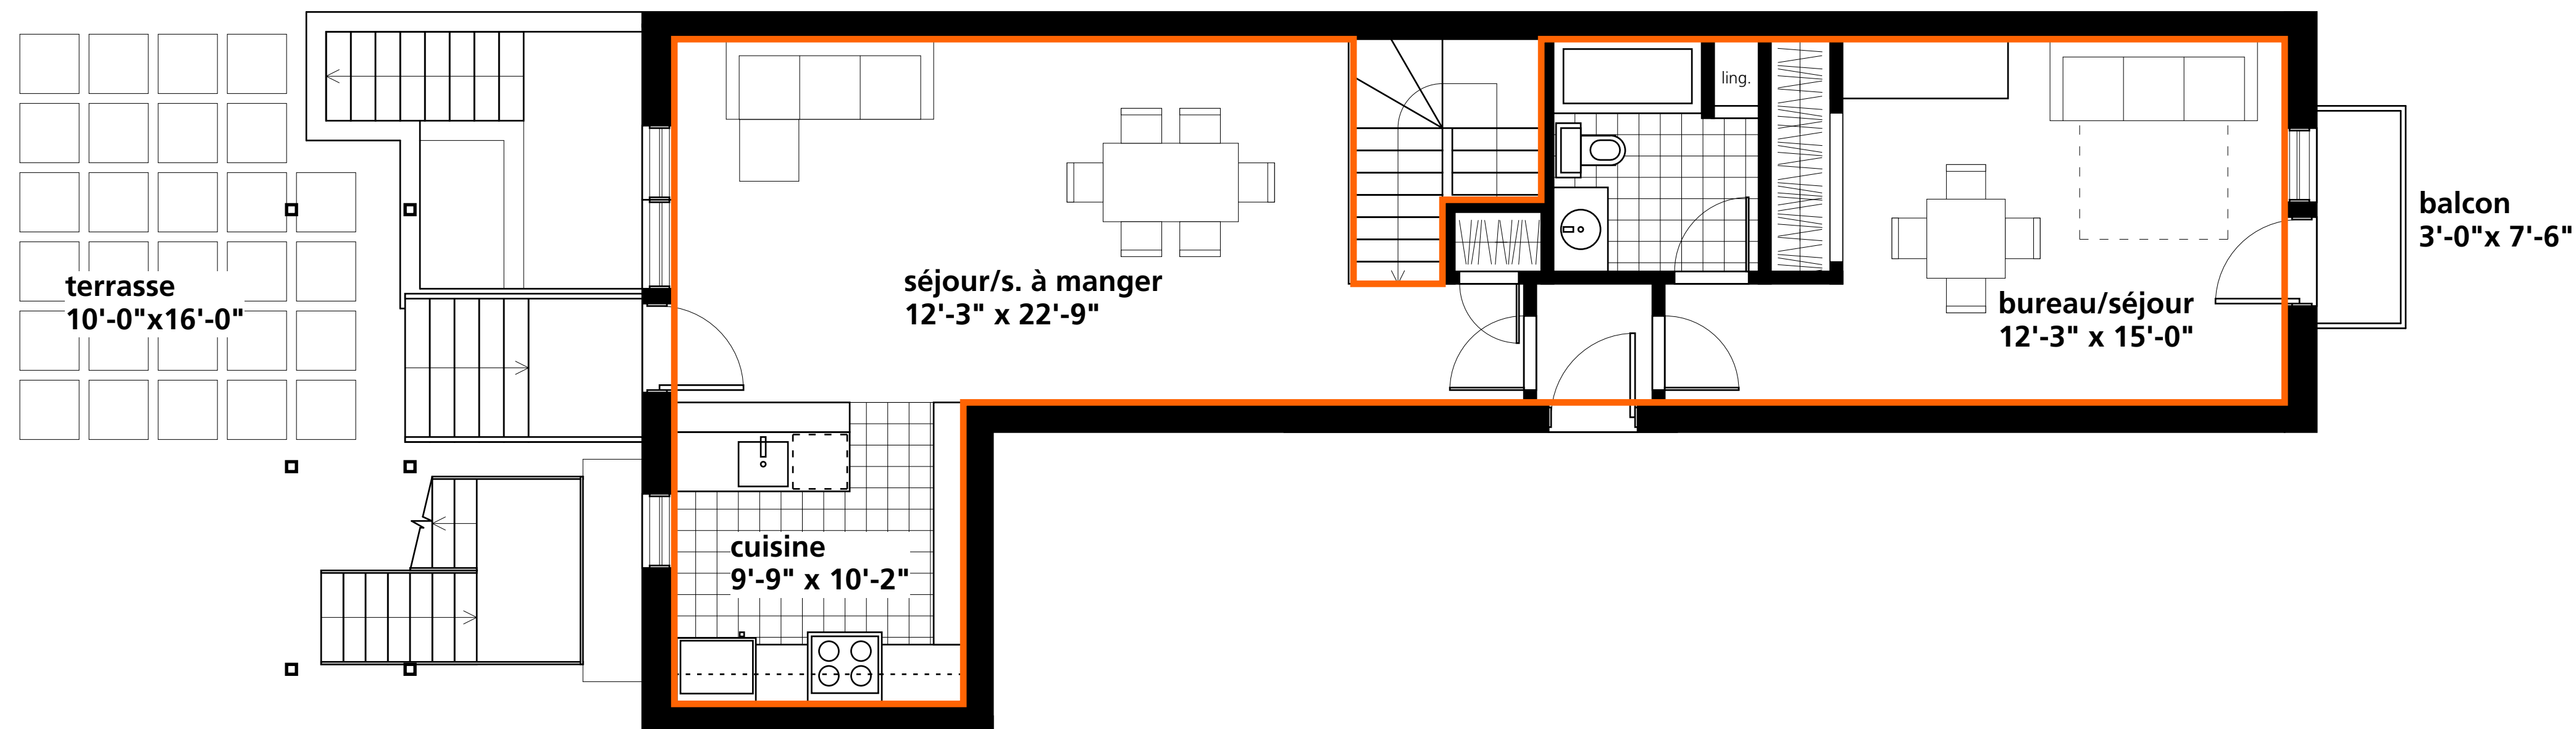 terrasse
10'-0"x16'-0"
séjour/s. à manger
12'-3" x 22'-9"
cuisine
9'-9" x 10'-2"
ling.
bureau/séjour
12'-3" x 15'-0"
balcon
3'-0"x 7'-6"